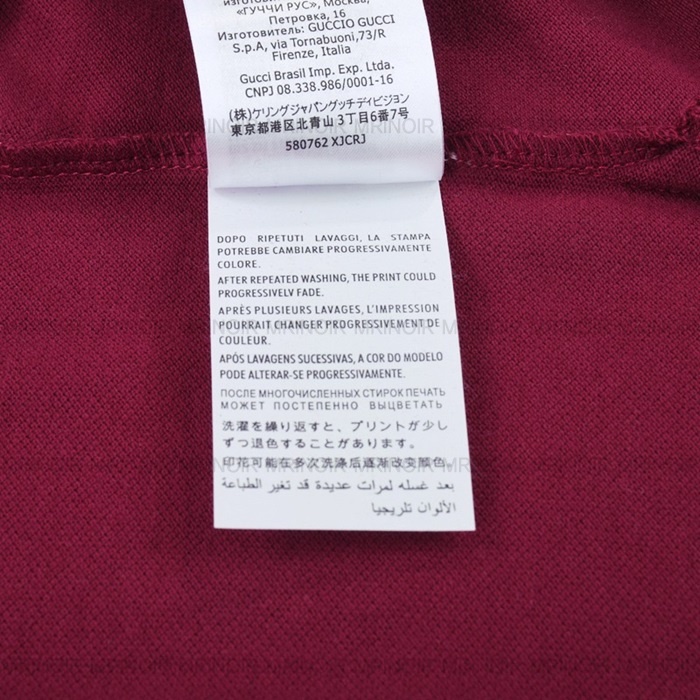 «ГУЧЧИ РУС», Москва,
Петровка, 16
Изготовитель: GUCCIO GUCCI
S.p.A, via Tornabuoni,73/R
Firenze, Italia
Gucci Brasil Imp. Exp. Ltda.
CNPJ 08.338.986/0001-16
(株)ケリングジャパングッチディビジョン
東京都港区北青山 3丁目6番7号
580762 XJCRJ
DOPO RIPETUTI LAVAGGI, LA STAMPA
POTREBBE CAMBIARE PROGRESSIVAMENTE
COLORE.
AFTER REPEATED WASHING, THE PRINT COULD
PROGRESSIVELV FADE.
APRÈS PLUSIEURS LAVAGES, L'IMPRESSION
POURRAIT CHANGER PROGRESSIVEMENT DE
COULEUR.
APÓS LAVAGENS SUCESSIVAS, A COR DO MODELO
PODE ALTERAR-SE PROGRESSIVAMENTE.
ПОСЛЕ МНОГОЧИСЛЕННЫХ СТИРОК ПЕЧАТЬ
МОЖЕТ ПОСТЕПЕННО ВЫЦВЕТАТЬ
洗濯を繰り返すと、プリントが少し
ずつ退色することがあります。
印花可能在多次洗涤后逐渐改变颜色。
بعد غسله لمرات عديدة قد تغير الطباعة
الألوان تلريجيا
MRINOIR